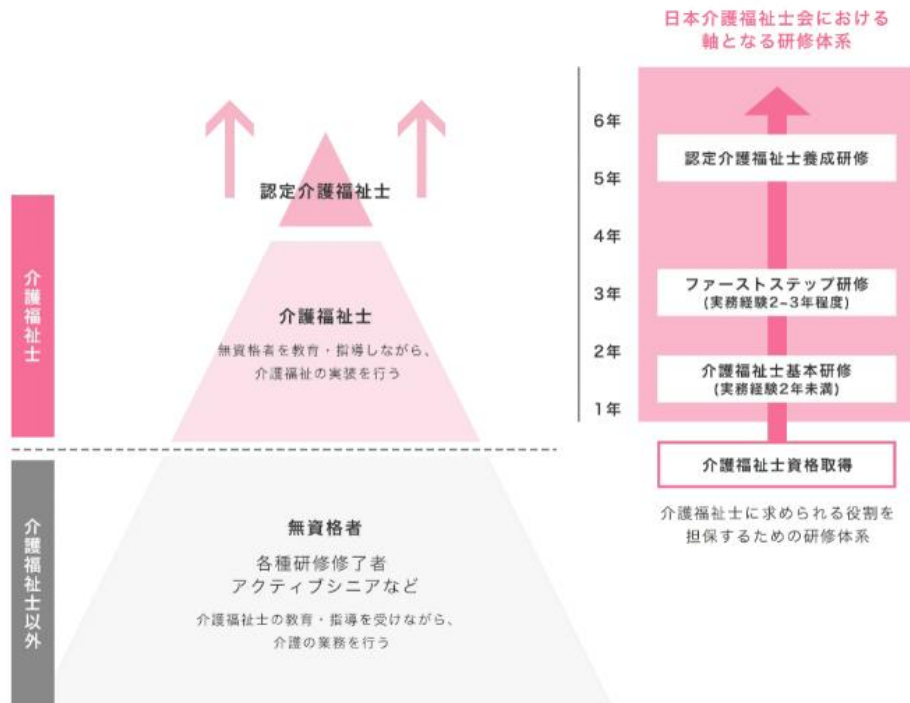 日本介護福祉士会における
軸となる研修体系
6年
5年
4年
3年
2年
1年
認定介護福祉士養成研修
ファーストステップ研修
(実務経験2~3年程度)
介護福祉士基本研修
(実務経験2年未満)
介護福祉士資格取得
介護福祉士に求められる役割を
担保するための研修体系
介護福祉士
認定介護福祉士
介護福祉士
無資格者を教育・指導しながら、
介護福祉の実装を行う
介護福祉士以外
無資格者
各種研修修了者
アクティブシニアなど
介護福祉士の教育・指導を受けながら、
介護の業務を行う